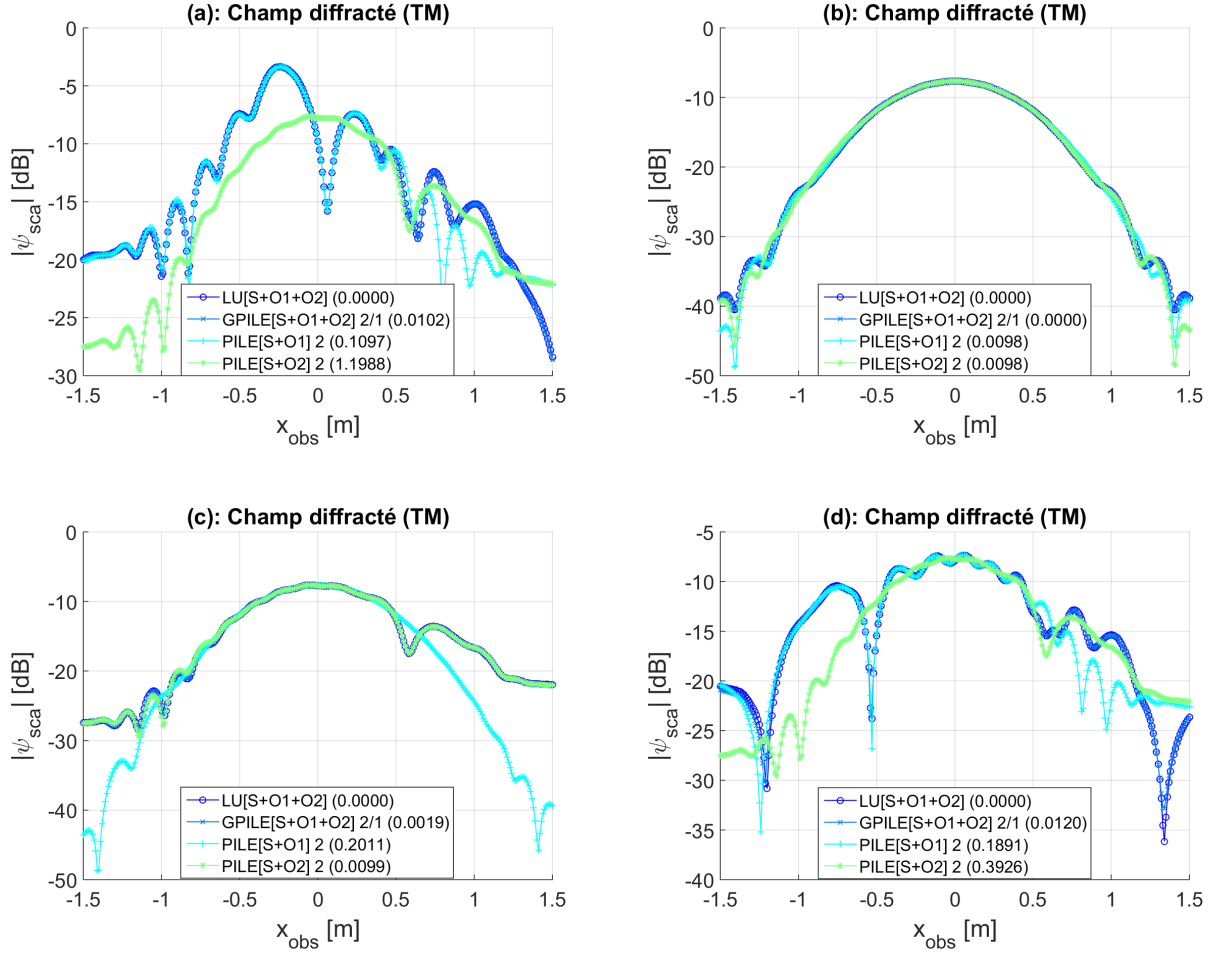 (a): Champ diffracté (TM)
0
-5
-10
-15
-20
-25
-30
|ψsca| [dB]
-1.5 -1 -0.5 0 0.5 1 1.5
xobs [m]
LU[S+O1+O2] (0.0000)
GPILE[S+O1+O2] 2/1 (0.0102)
PILE[S+O1] 2 (0.1097)
PILE[S+O2] 2 (1.1988)
(b): Champ diffracté (TM)
0
-10
-20
-30
-40
-50
|ψsca| [dB]
-1.5 -1 -0.5 0 0.5 1 1.5
xobs [m]
LU[S+O1+O2] (0.0000)
GPILE[S+O1+O2] 2/1 (0.0000)
PILE[S+O1] 2 (0.0098)
PILE[S+O2] 2 (0.0098)
(c): Champ diffracté (TM)
0
-10
-20
-30
-40
-50
|ψsca| [dB]
-1.5 -1 -0.5 0 0.5 1 1.5
xobs [m]
LU[S+O1+O2] (0.0000)
GPILE[S+O1+O2] 2/1 (0.0019)
PILE[S+O1] 2 (0.2011)
PILE[S+O2] 2 (0.0099)
(d): Champ diffracté (TM)
-5
-10
-15
-20
-25
-30
-35
-40
|ψsca| [dB]
-1.5 -1 -0.5 0 0.5 1 1.5
xobs [m]
LU[S+O1+O2] (0.0000)
GPILE[S+O1+O2] 2/1 (0.0120)
PILE[S+O1] 2 (0.1891)
PILE[S+O2] 2 (0.3926)